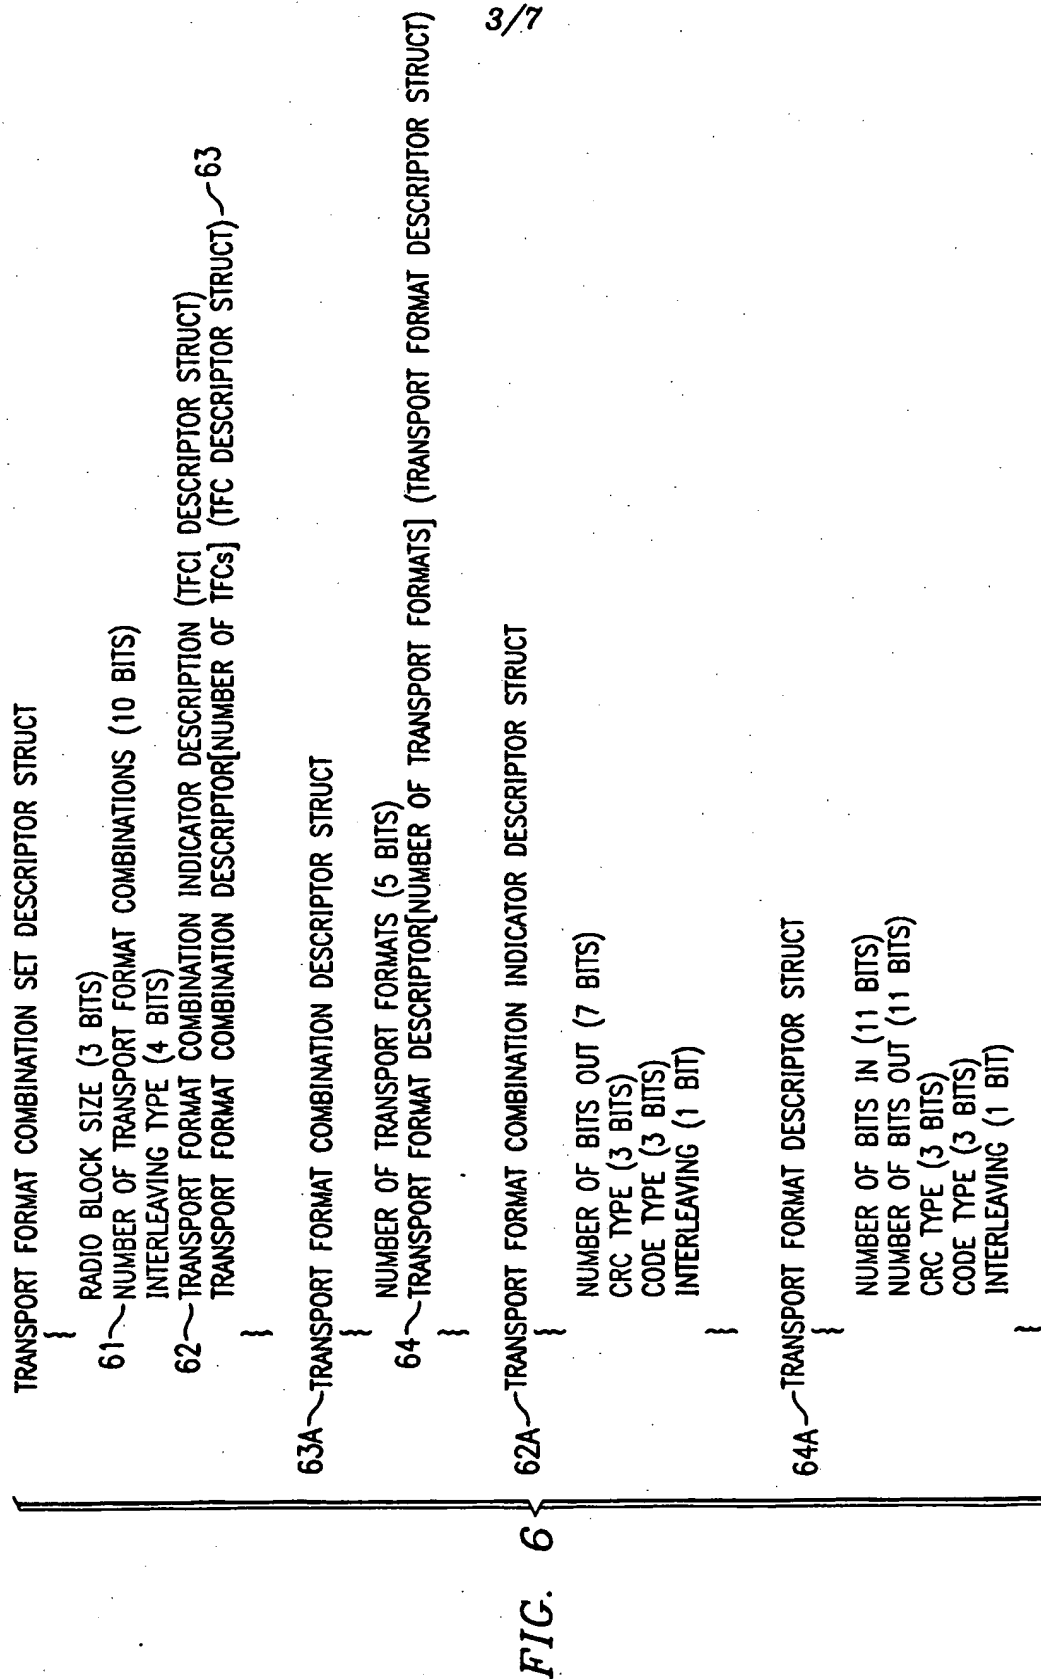 3/7
TRANSPORT FORMAT COMBINATION SET DESCRIPTOR STRUCT
{
RADIO BLOCK SIZE (3 BITS)
61 NUMBER OF TRANSPORT FORMAT COMBINATIONS (10 BITS)
INTERLEAVING TYPE (4 BITS)
62 TRANSPORT FORMAT COMBINATION INDICATOR DESCRIPTION (TFCI DESCRIPTOR STRUCT)
TRANSPORT FORMAT COMBINATION DESCRIPTOR[NUMBER OF TFCs] (TFC DESCRIPTOR STRUCT) 63
}
63A TRANSPORT FORMAT COMBINATION DESCRIPTOR STRUCT
{
NUMBER OF TRANSPORT FORMATS (5 BITS)
64 TRANSPORT FORMAT DESCRIPTOR[NUMBER OF TRANSPORT FORMATS] (TRANSPORT FORMAT DESCRIPTOR STRUCT)
}
62A TRANSPORT FORMAT COMBINATION INDICATOR DESCRIPTOR STRUCT
{
NUMBER OF BITS OUT (7 BITS)
CRC TYPE (3 BITS)
CODE TYPE (3 BITS)
INTERLEAVING (1 BIT)
}
64A TRANSPORT FORMAT DESCRIPTOR STRUCT
{
NUMBER OF BITS IN (11 BITS)
NUMBER OF BITS OUT (11 BITS)
CRC TYPE (3 BITS)
CODE TYPE (3 BITS)
INTERLEAVING (1 BIT)
}
FIG. 6